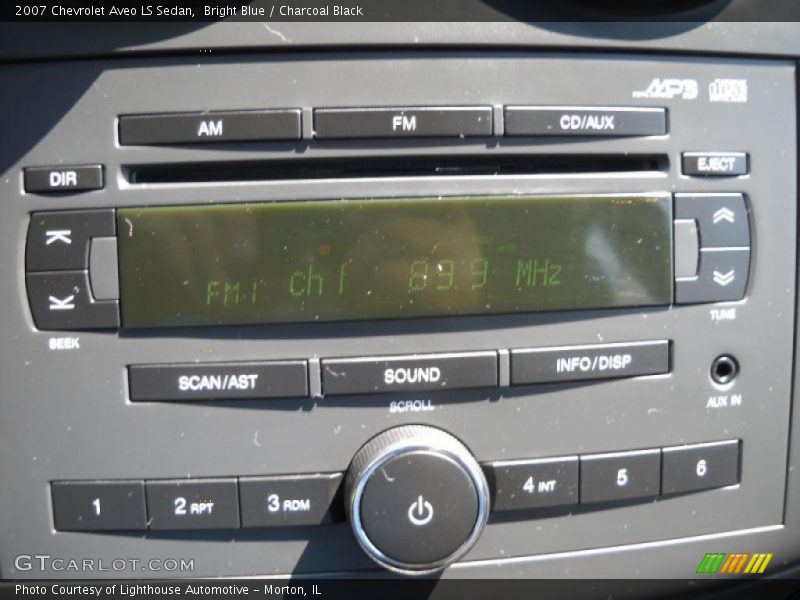 2007 Chevrolet Aveo LS Sedan, Bright Blue / Charcoal Black
MP3
AM FM CD/AUX
DIR EJECT
FM1 ch 1 89.9 MHz
SEEK TUNE
SCAN/AST SOUND INFO/DISP
SCROLL AUX IN
1 2 RPT 3 RDM 4 INT 5 6
GTCARLOT.COM
Photo Courtesy of Lighthouse Automotive - Morton, IL